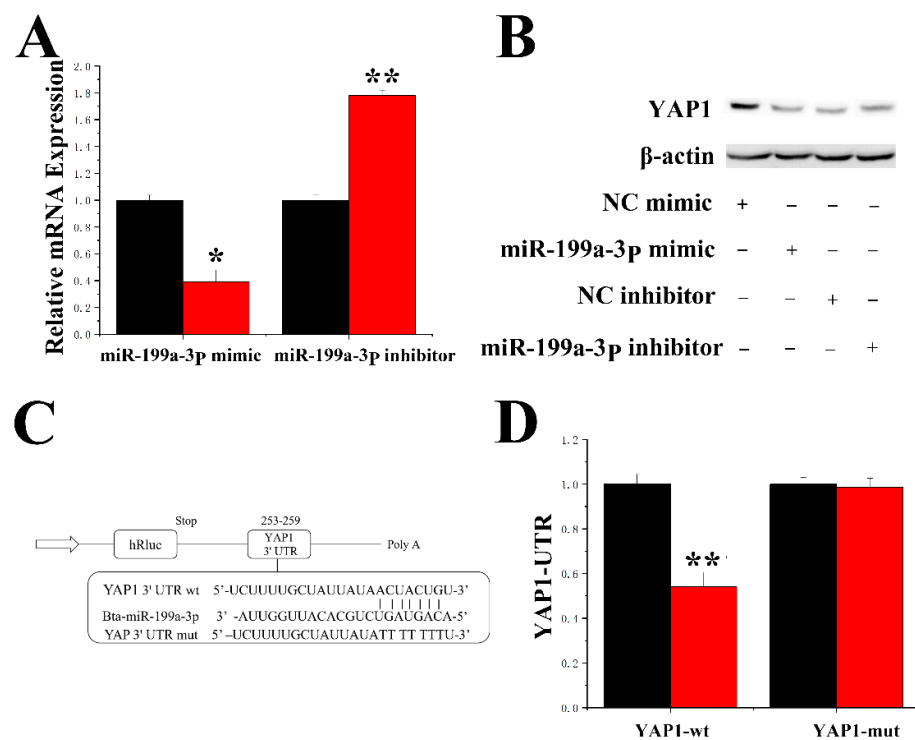 A
Relative mRNA Expression
2.0
1.8
1.6
1.4
1.2
1.0
0.8
0.6
0.4
0.2
0.0
*
**
miR-199a-3p mimic
miR-199a-3p inhibitor
B
YAP1
β-actin
NC mimic + – – –
miR-199a-3p mimic – + – –
NC inhibitor – – + –
miR-199a-3p inhibitor – – – +
C
Stop
253-259
hRluc
YAP1
3' UTR
Poly A
YAP1 3' UTR wt 5'-UCUUUUGCUAUUAUAACUACUGU-3'
Bta-miR-199a-3p 3' -AUUGGUUACACGUCUGAUGACA-5'
YAP 3' UTR mut 5'–UCUUUUGCUAUUAUATT TT TTTU-3'
D
YAP1-UTR
1.2
1.0
0.8
0.6
0.4
0.2
0.0
**
YAP1-wt
YAP1-mut